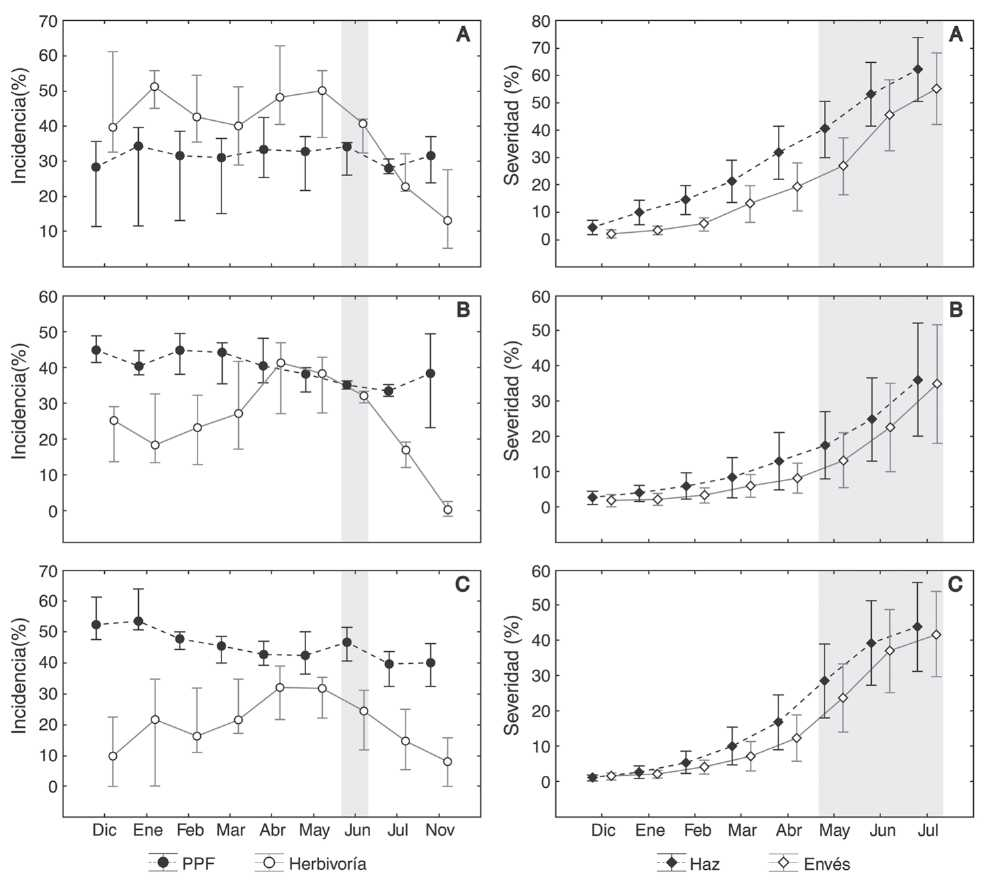 A
Incidencia(%)
70
60
50
40
30
20
10
A
Severidad (%)
80
70
60
50
40
30
20
10
0
B
Incidencia(%)
60
50
40
30
20
10
0
B
Severidad (%)
60
50
40
30
20
10
0
C
Incidencia(%)
70
60
50
40
30
20
10
0
Dic Ene Feb Mar Abr May Jun Jul Nov
PPF Herbivoría
C
Severidad (%)
60
50
40
30
20
10
0
Dic Ene Feb Mar Abr May Jun Jul
Haz Envés